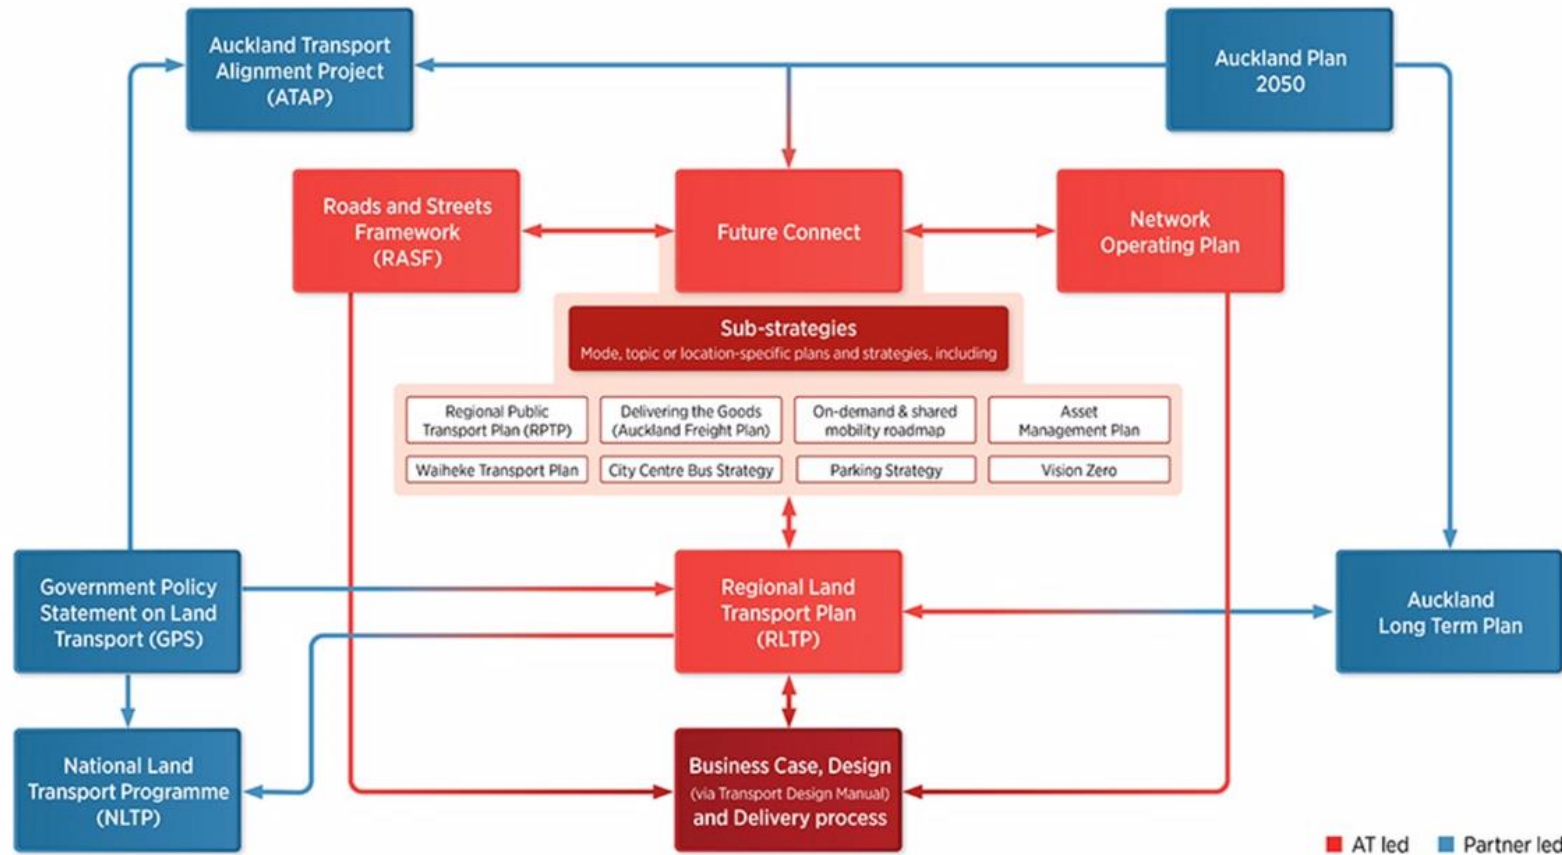 Auckland Transport
Alignment Project
(ATAP)
Auckland Plan
2050
Roads and Streets
Framework
(RASF)
Future Connect
Network
Operating Plan
Sub-strategies
Mode, topic or location-specific plans and strategies, including
Regional Public
Transport Plan (RPTP)
Delivering the Goods
(Auckland Freight Plan)
On-demand & shared
mobility roadmap
Asset
Management Plan
Waiheke Transport Plan
City Centre Bus Strategy
Parking Strategy
Vision Zero
Government Policy
Statement on Land
Transport (GPS)
Regional Land
Transport Plan
(RLTP)
Auckland
Long Term Plan
National Land
Transport Programme
(NLTP)
Business Case, Design
(via Transport Design Manual)
and Delivery process
AT led
Partner led